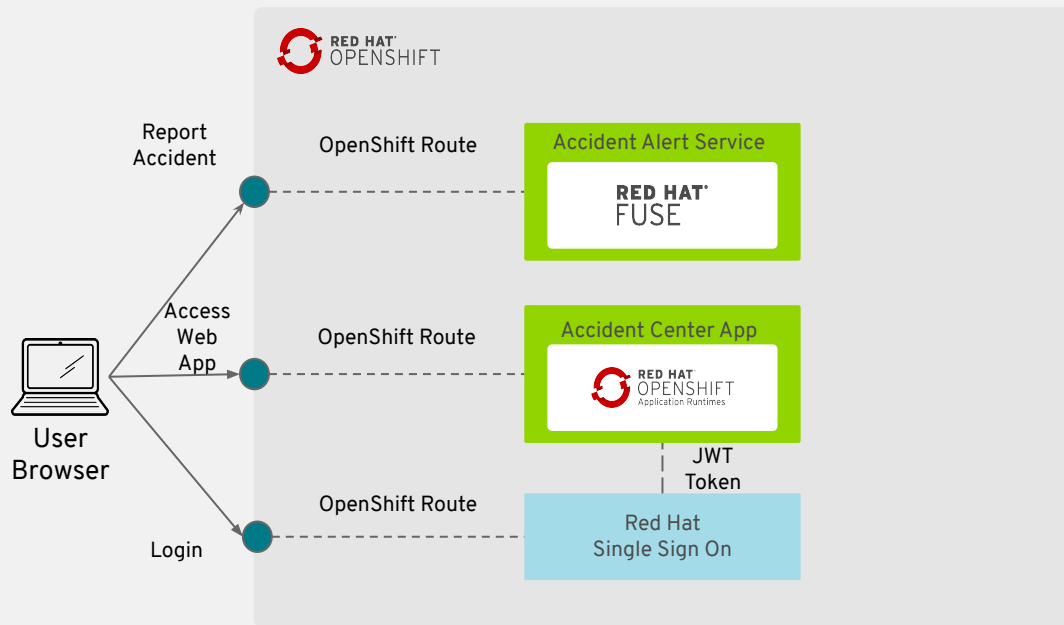 RED HAT®
OPENSHIFT
Report
Accident
OpenShift Route
Accident Alert Service
RED HAT®
FUSE
Access
Web
App
OpenShift Route
Accident Center App
RED HAT®
OPENSHIFT
Application Runtimes
User
Browser
JWT
Token
OpenShift Route
Login
Red Hat
Single Sign On